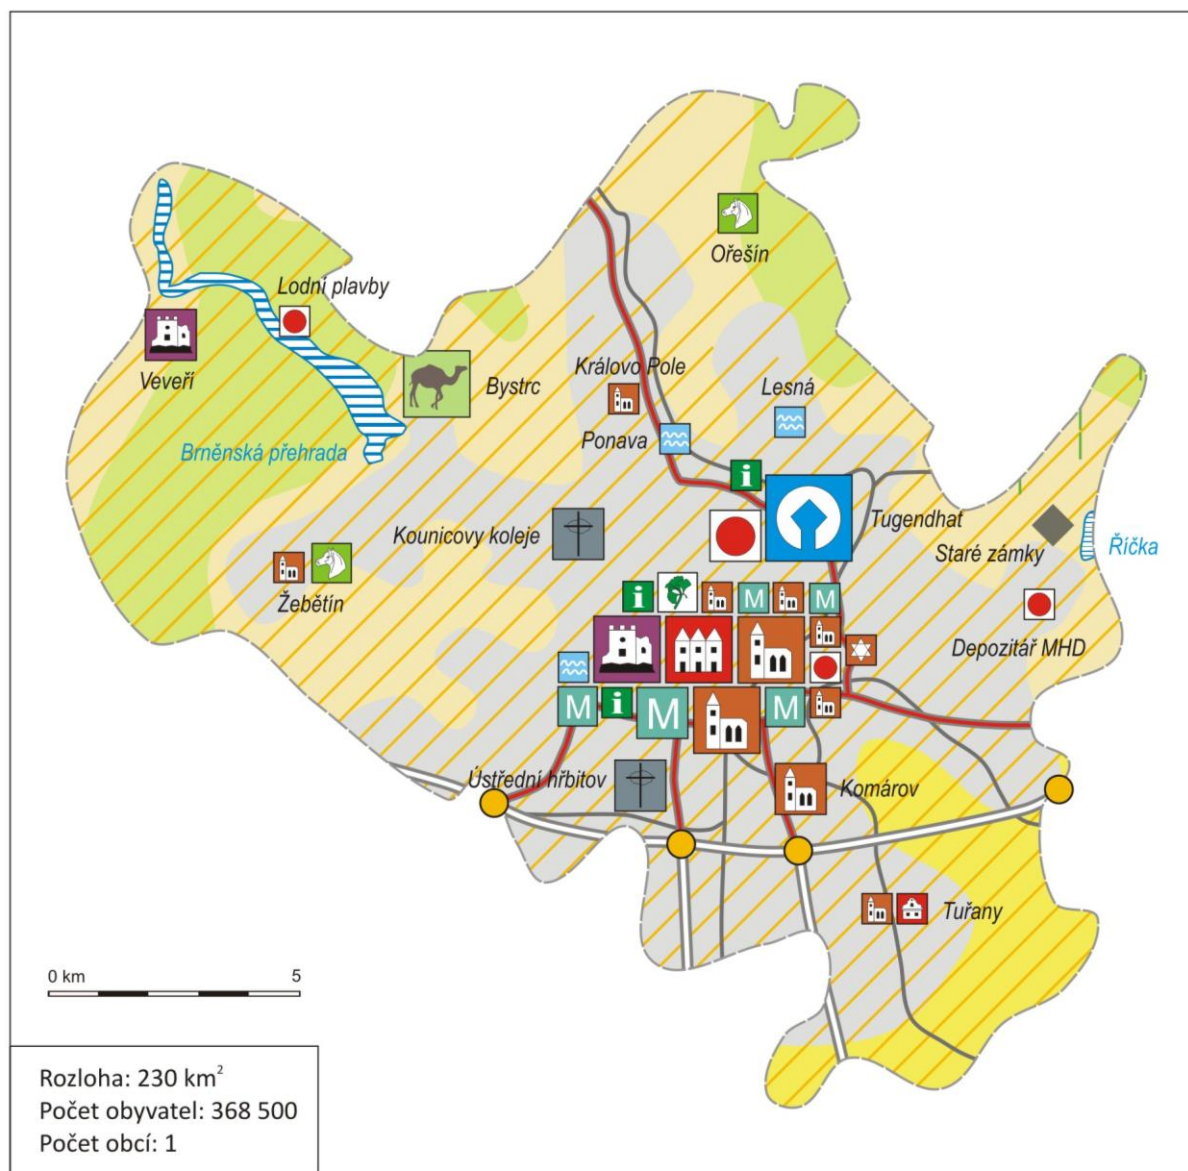 Ořešín
Lodní plavby
Veveří
Bystrc
Královo Pole
Lesná
Ponava
Brněnská přehrada
i
Kounicovy koleje
Tugendhat
Staré zámky
Říčka
Žebětín
i
M
M
Depozitář MHD
M
i
M
M
Ústřední hřbitov
Komárov
Tuřany
0 km 5
Rozloha: 230 km²
Počet obyvatel: 368 500
Počet obcí: 1